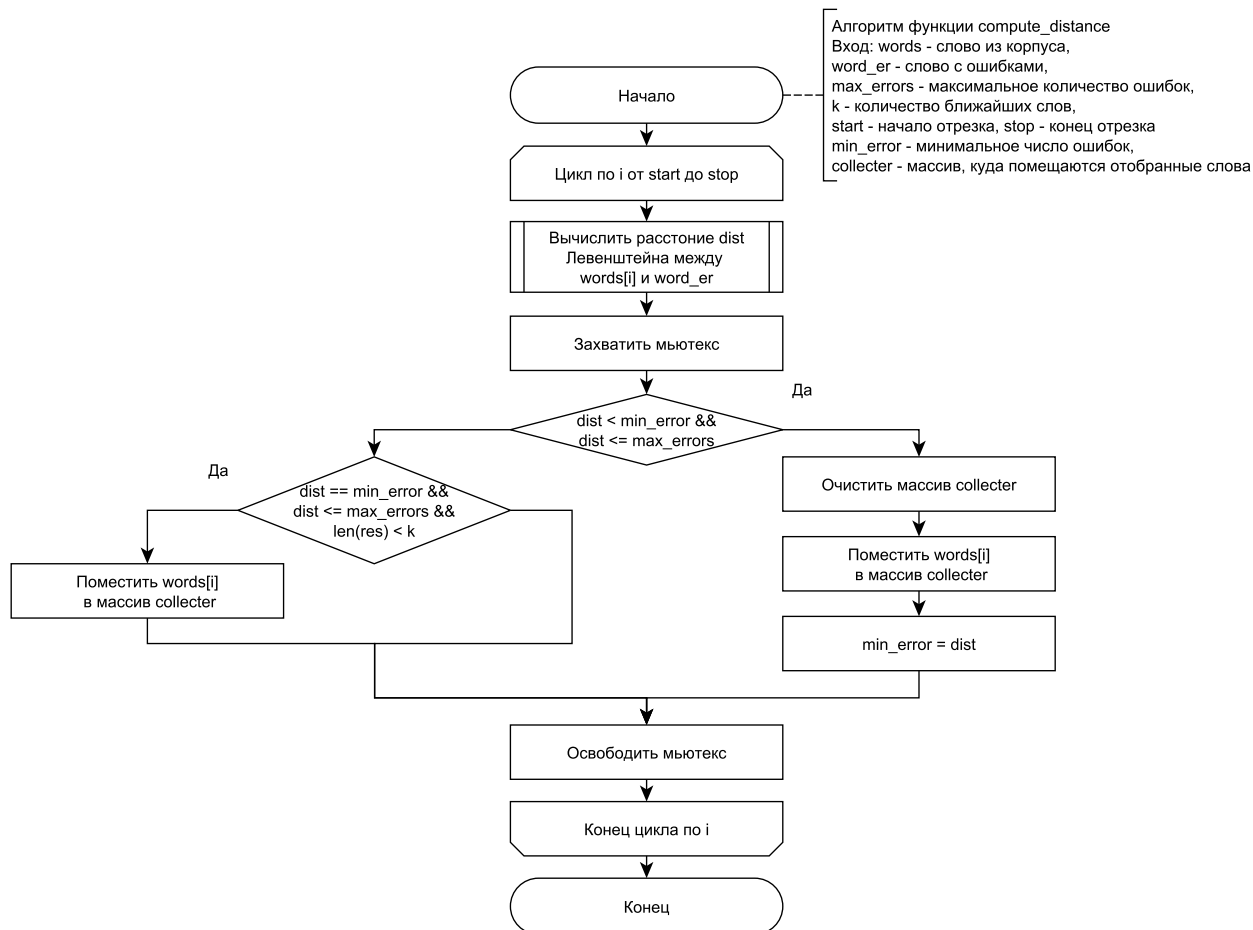 Алгоритм функции compute_distance
Вход: words - слово из корпуса,
word_er - слово с ошибками,
max_errors - максимальное количество ошибок,
k - количество ближайших слов,
start - начало отрезка, stop - конец отрезка
min_error - минимальное число ошибок,
collecter - массив, куда помещаются отобранные слова
Начало
Цикл по i от start до stop
Вычислить расстоние dist
Левенштейна между
words[i] и word_er
Захватить мьютекс
Да
dist < min_error &&
dist <= max_errors
Да
dist == min_error &&
dist <= max_errors &&
len(res) < k
Поместить words[i]
в массив collecter
Очистить массив collecter
Поместить words[i]
в массив collecter
min_error = dist
Освободить мьютекс
Конец цикла по i
Конец